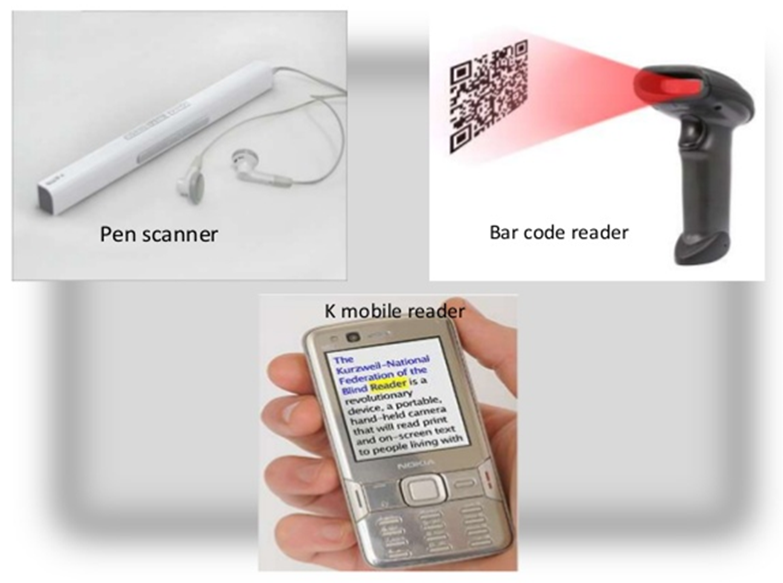 Pen scanner
Bar code reader
K mobile reader
The
Kurzweil-National
Federation of the
Blind Reader is a
revolutionary
device, a portable,
hand-held camera
that will read print
and on-screen text
to people living with
NOKIA